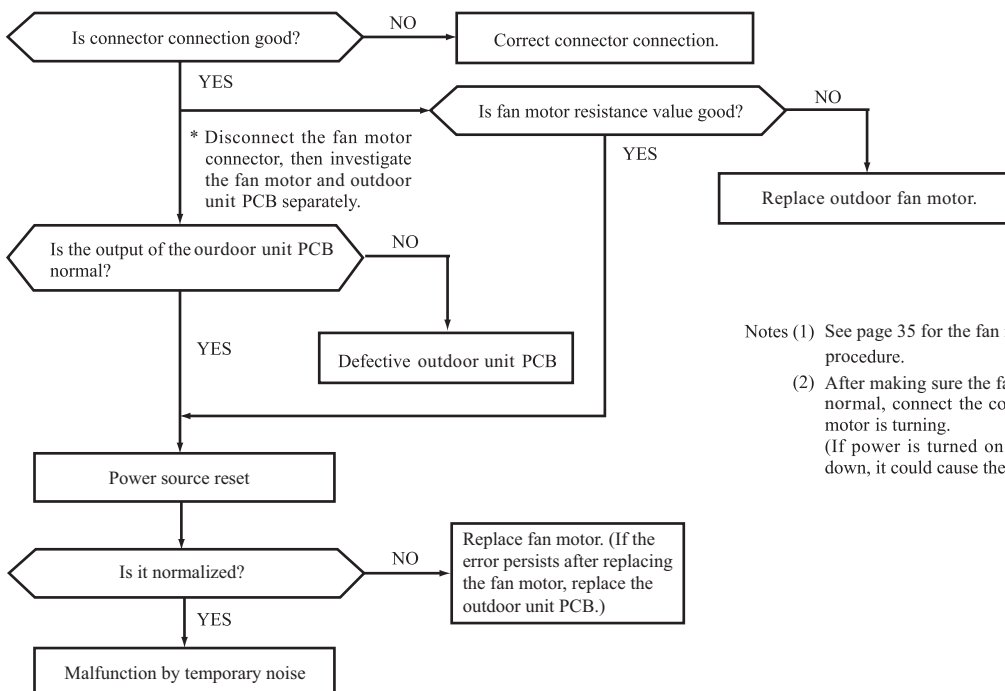 Is connector connection good?
NO
Correct connector connection.
YES
Is fan motor resistance value good?
NO
* Disconnect the fan motor
connector, then investigate
the fan motor and outdoor
unit PCB separately.
YES
Replace outdoor fan motor.
Is the output of the ourdoor unit PCB
normal?
NO
YES
Defective outdoor unit PCB
Notes (1) See page 35 for the fan
procedure.
(2) After making sure the
normal, connect the
motor is turning.
(If power is turned on
down, it could cause the
Power source reset
Is it normalized?
NO
Replace fan motor. (If the
error persists after replacing
the fan motor, replace the
outdoor unit PCB.)
YES
Malfunction by temporary noise